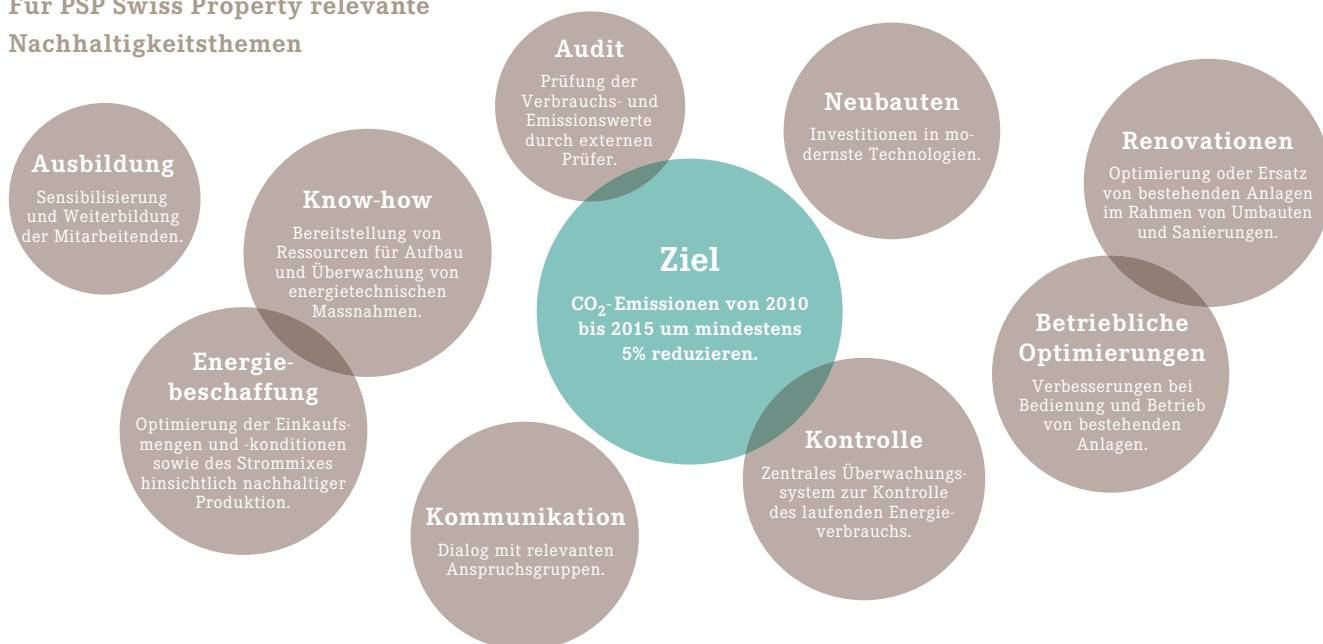 Für PSP Swiss Property relevante
Nachhaltigkeitsthemen
Audit
Prüfung der
Verbrauchs- und
Emissionswerte
durch externen
Prüfer.
Neubauten
Investitionen in mo-
dernste Technologien.
Renovationen
Optimierung oder Ersatz
von bestehenden Anlagen
im Rahmen von Umbauten
und Sanierungen.
Ausbildung
Sensibilisierung
und Weiterbildung
der Mitarbeitenden.
Know-how
Bereitstellung von
Ressourcen für Aufbau
und Überwachung von
energietechnischen
Massnahmen.
Ziel
CO₂-Emissionen von 2010
bis 2015 um mindestens
5% reduzieren.
Betriebliche
Optimierungen
Verbesserungen bei
Bedienung und Betrieb
von bestehenden
Anlagen.
Energie-
beschaffung
Optimierung der Einkaufs-
mengen und -konditionen
sowie des Strommixes
hinsichtlich nachhaltiger
Produktion.
Kontrolle
Zentrales Überwachungs-
system zur Kontrolle
des laufenden Energie-
verbrauchs.
Kommunikation
Dialog mit relevanten
Anspruchsgruppen.